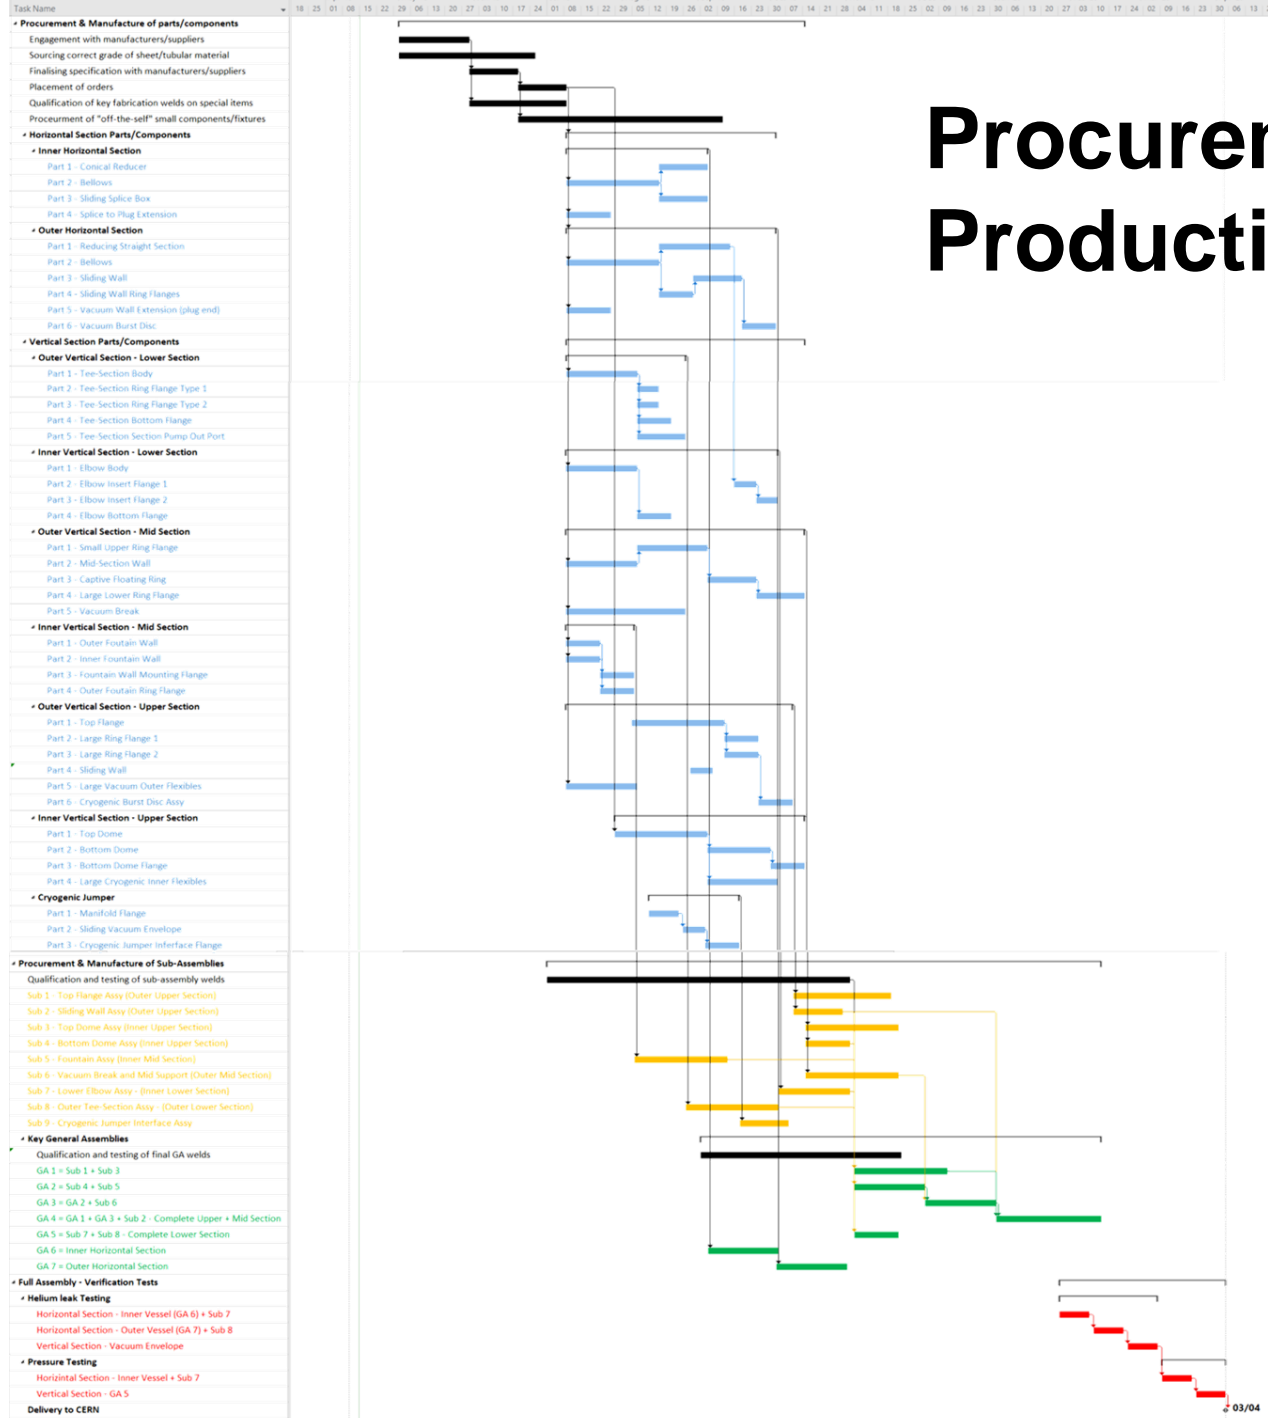 Task Name 18 25 01 08 15 22 29 06 13 20 27 03 10 17 24 01 08 15 22 29 05 12 19 26 02 09 16 23 30 07 14 21 28 04 11 18 25 02 09 16 23 30 06 13 20 27 03 10 17 24 02 09 16 23 30 06 13
Procurement & Manufacture of parts/components
Engagement with manufacturers/suppliers
Sourcing correct grade of sheet/tubular material
Finalising specification with manufacturers/suppliers
Placement of orders
Qualification of key fabrication welds on special items
Proceurment of "off-the-self" small components/fixtures
Procurer
Producti
Horizontal Section Parts/Components
Inner Horizontal Section
Part 1 - Conical Reducer
Part 2 - Bellows
Part 3 - Sliding Splice Box
Part 4 - Splice to Plug Extension
Outer Horizontal Section
Part 1 - Reducing Straight Section
Part 2 - Bellows
Part 3 - Sliding Wall
Part 4 - Sliding Wall Ring Flanges
Part 5 - Vacuum Wall Extension (plug end)
Part 6 - Vacuum Burst Disc
Vertical Section Parts/Components
Outer Vertical Section - Lower Section
Part 1 - Tee-Section Body
Part 2 - Tee-Section Ring Flange Type 1
Part 3 - Tee-Section Ring Flange Type 2
Part 4 - Tee-Section Bottom Flange
Part 5 - Tee-Section Section Pump Out Port
Inner Vertical Section - Lower Section
Part 1 - Elbow Body
Part 2 - Elbow Insert Flange 1
Part 3 - Elbow Insert Flange 2
Part 4 - Elbow Bottom Flange
Outer Vertical Section - Mid Section
Part 1 - Small Upper Ring Flange
Part 2 - Mid-Section Wall
Part 3 - Captive Floating Ring
Part 4 - Large Lower Ring Flange
Part 5 - Vacuum Break
Inner Vertical Section - Mid Section
Part 1 - Outer Foutain Wall
Part 2 - Inner Fountain Wall
Part 3 - Fountain Wall Mounting Flange
Part 4 - Outer Foutain Ring Flange
Outer Vertical Section - Upper Section
Part 1 - Top Flange
Part 2 - Large Ring Flange 1
Part 3 - Large Ring Flange 2
Part 4 - Sliding Wall
Part 5 - Large Vacuum Outer Flexibles
Part 6 - Cryogenic Burst Disc Assy
Inner Vertical Section - Upper Section
Part 1 - Top Dome
Part 2 - Bottom Dome
Part 3 - Bottom Dome Flange
Part 4 - Large Cryogenic Inner Flexibles
Cryogenic Jumper
Part 1 - Manifold Flange
Part 2 - Sliding Vacuum Envelope
Part 3 - Cryogenic Jumper Inferface Flange
Procurement & Manufacture of Sub-Assemblies
Qualification and testing of sub-assembly welds
Sub 1 - Top Flange Assy (Outer Upper Section)
Sub 2 - Sliding Wall Assy (Outer Upper Section)
Sub 3 - Top Dome Assy (Inner Upper Section)
Sub 4 - Bottom Dome Assy (Inner Upper Section)
Sub 5 - Fountain Assy (Inner Mid Section)
Sub 6 - Vacuum Break and Mid Support (Outer Mid Section)
Sub 7 - Lower Elbow Assy - (Inner Lower Section)
Sub 8 - Outer Tee-Section Assy - (Outer Lower Section)
Sub 9 - Cryogenic Jumper Interface Assy
Key General Assemblies
Qualification and testing of final GA welds
GA 1 = Sub 1 + Sub 3
GA 2 = Sub 4 + Sub 5
GA 3 = GA 2 + Sub 6
GA 4 = GA 1 + GA 3 + Sub 2 - Complete Upper + Mid Section
GA 5 = Sub 7 + Sub 8 - Complete Lower Section
GA 6 = Inner Horizontal Section
GA 7 = Outer Horizontal Section
Full Assembly - Verification Tests
Helium leak Testing
Horizontal Section - Inner Vessel (GA 6) + Sub 7
Horizontal Section - Outer Vessel (GA 7) + Sub 8
Vertical Section - Vacuum Envelope
Pressure Testing
Horizintal Section - Inner Vessel + Sub 7
Vertical Section - GA 5
Delivery to CERN 03/04